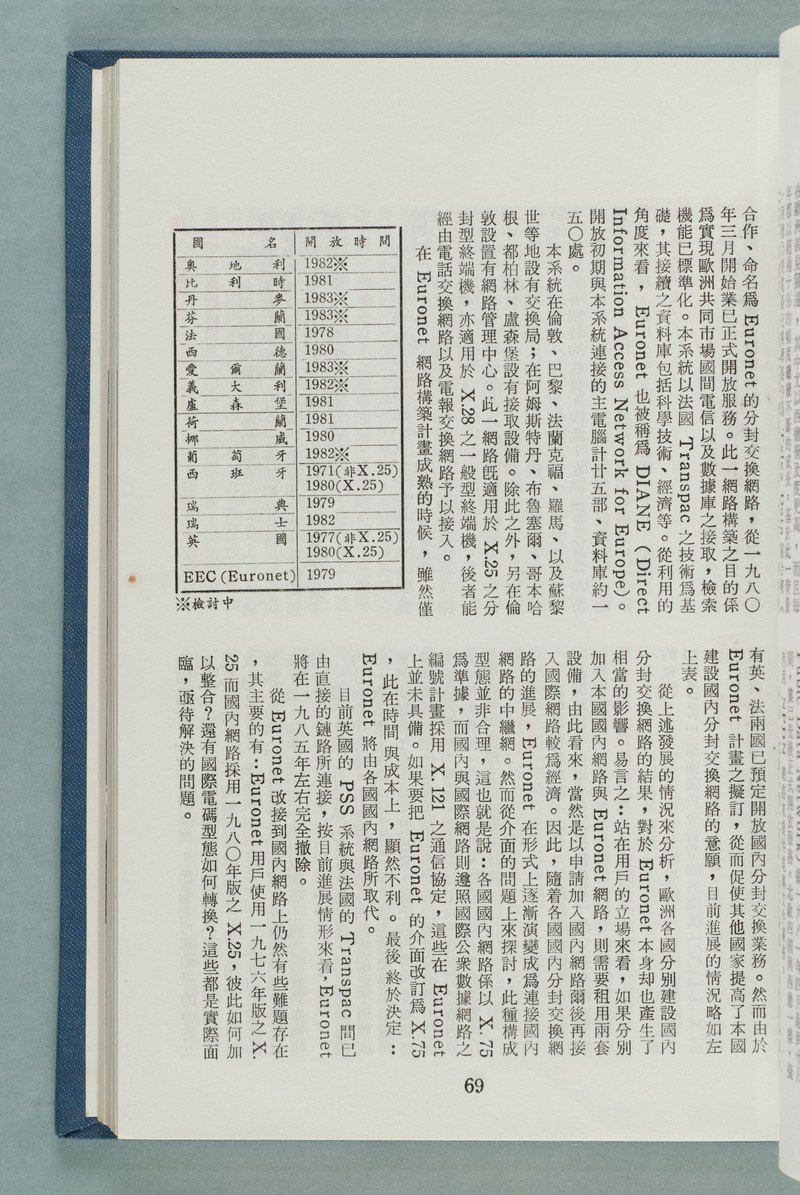 合作、命名爲 Euronet 的分封交換網路，從一九八〇
年三月開始業已正式開放服務。此一網路構築之目的係
爲實現歐洲共同市場國間電信以及數據庫之接取，檢索
機能已標準化。本系統以法國 Transpac 之技術爲基
礎，其接續之資料庫包括科學技術、經濟等。從利用的
角度來看，Euronet 也被稱爲 DIANE (Direct
Information Access Network for Europe)。
開放初期與本系統連接的主電腦計廿五部、資料庫約一
五〇處。
本系統在倫敦、巴黎、法蘭克福、羅馬、以及蘇黎
世等地設有交換局；在阿姆斯特丹、布魯塞爾、哥本哈
根、都柏林、盧森堡設有接取設備。除此之外，另在倫
敦設置有網路管理中心。此一網路旣適用於 X.25 之分
封型終端機，亦適用於 X.28 之一般型終端機，後者能
經由電話交換網路以及電報交換網路予以接入。
在 Euronet 網路構築計畫成熟的時候，雖然僅
國名 開放時間
奧地利 1982※
比利時 1981
丹麥 1983※
芬蘭 1983※
法國 1978
西德 1980
愛爾蘭 1983※
義大利 1982※
盧森堡 1981
荷蘭 1981
挪威 1980
葡萄牙 1982※
西班牙 1971(非X.25)
1980(X.25)
瑞典 1979
瑞士 1982
英國 1977(非X.25)
1980(X.25)
EEC(Euronet) 1979
※檢討中
有英、法兩國已預定開放國內分封交換業務。然而由於
Euronet 計畫之擬訂，從而促使其他國家提高了本國
建設國內分封交換網路的意願，目前進展的情況略如左
上表。
從上述發展的情況來分析，歐洲各國分別建設國內
分封交換網路的結果，對於 Euronet 本身却也產生了
相當的影響。易言之：站在用戶的立場來看，如果分別
加入本國國內網路與 Euronet 網路，則需要租用兩套
設備，由此看來，當然是以申請加入國內網路爾後再接
入國際網路較爲經濟。因此，隨着各國國內分封交換網
路的進展，Euronet 在形式上逐漸演變成爲連接國內
網路的中繼網。然而從介面的問題上來探討，此種構成
型態並非合理，這也就是說：各國國內網路係以 X.75
爲準據，而國內與國際網路則遵照國際公衆數據網路之
編號計畫採用 X.121 之通信協定，這些在 Euronet
上並未具備。如果要把 Euronet 的介面改訂爲 X.75
，此在時間與成本上，顯然不利。最後終於決定：
Euronet 將由各國國內網路所取代。
目前英國的 PSS 系統與法國的 Transpac 間已
由直接的鏈路所連接，按目前進展情形來看，Euronet
將在一九八五年左右完全撤除。
從 Euronet 改接到國內網路上仍然有些難題存在
，其主要的有：Euronet 用戶使用一九七六年版之 X.
25 而國內網路採用一九八〇年版之 X.25，彼此如何加
以整合？還有國際電碼型態如何轉換？這些都是實際面
臨，亟待解決的問題。
69